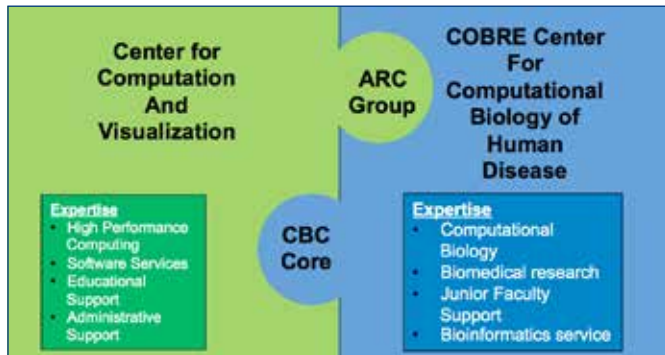 Center for
Computation
And
Visualization
ARC
Group
COBRE Center
For
Computational
Biology of
Human
Disease
Expertise
• High Performance
Computing
• Software Services
• Educational
Support
• Administrative
Support
CBC
Core
Expertise
• Computational
Biology
• Biomedical research
• Junior Faculty
Support
• Bioinformatics service